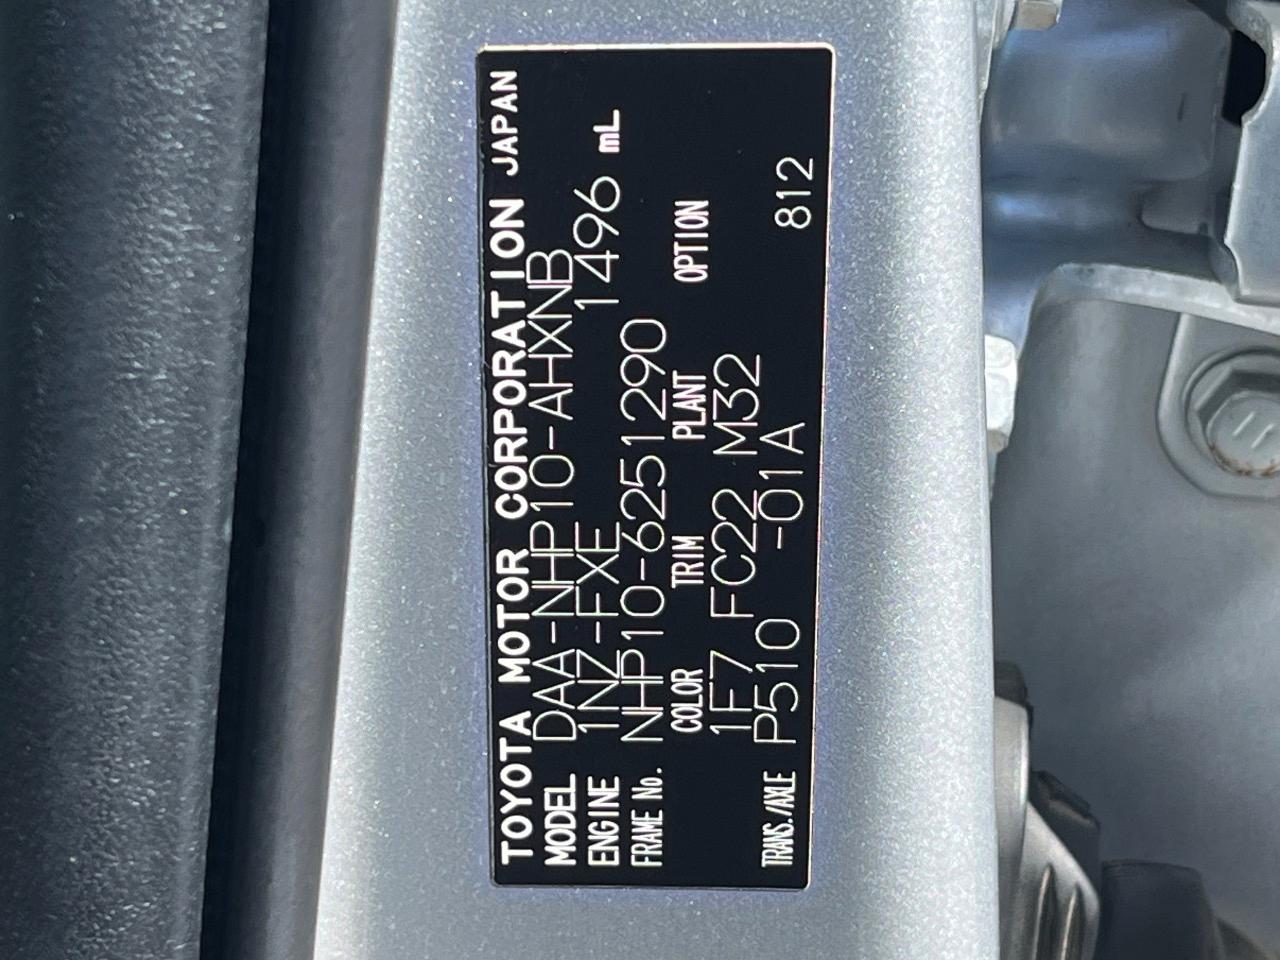 TOYOTA MOTOR CORPORATION JAPAN
MODEL DAA-NHP10-AHXNB
ENGINE 1NZ-FXE 1496 mL
FRAME No. NHP10-6251290
COLOR TRIM PLANT OPTION
1F7 FC22 M32
TRANS./AXLE P510 -01A 812